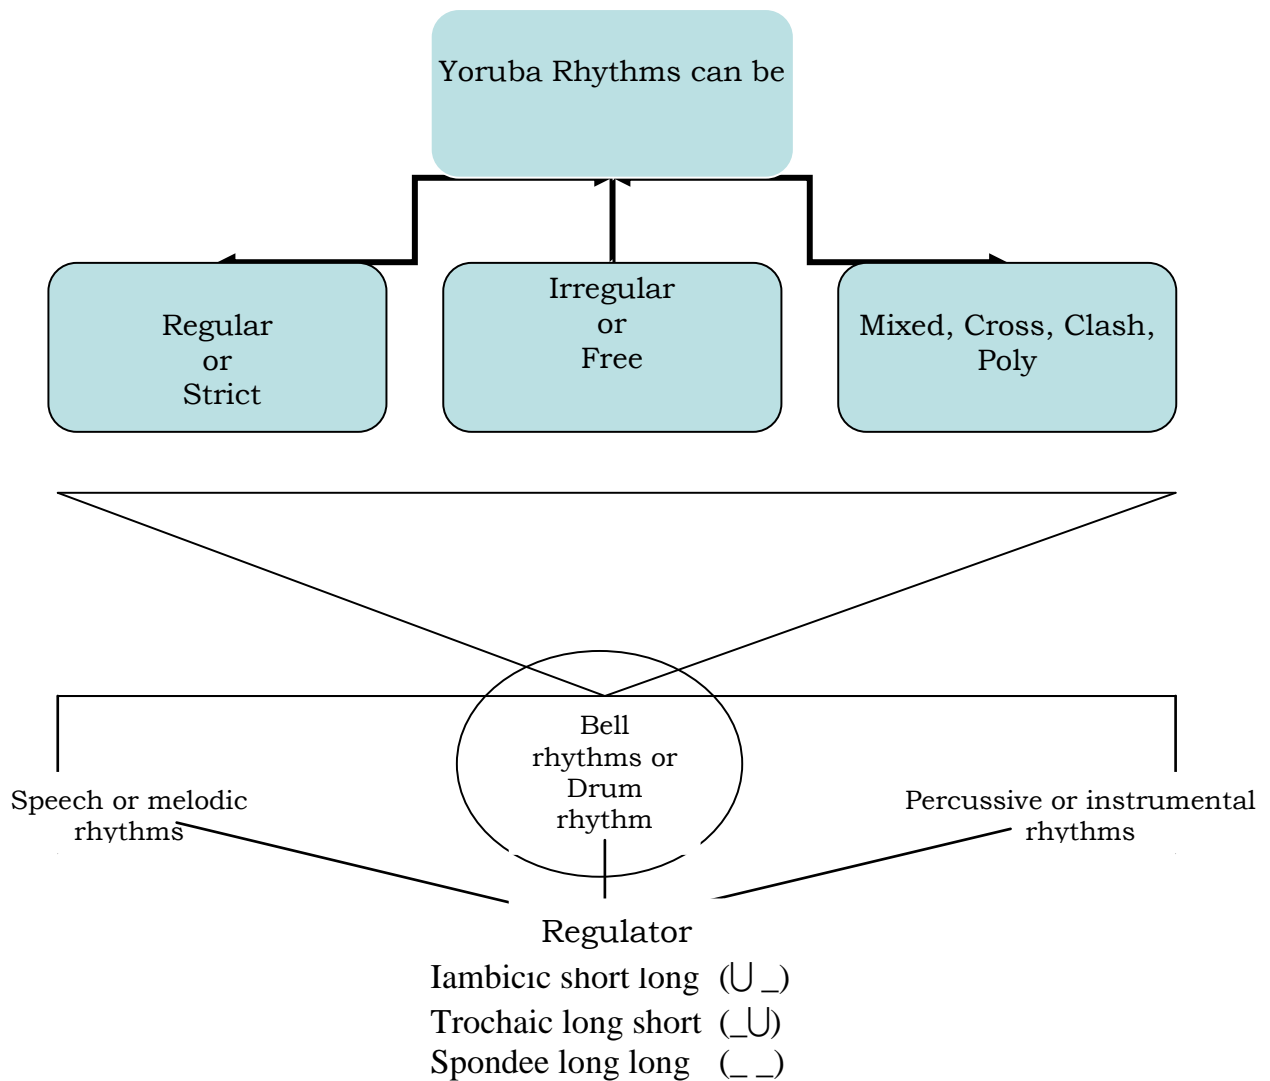 Yoruba Rhythms can be
Regular
or
Strict
Irregular
or
Free
Mixed, Cross, Clash,
Poly
Bell
rhythms or
Drum
rhythm
Speech or melodic
rhythms
Percussive or instrumental
rhythms
Regulator
Iambicic short long (⋃ _)
Trochaic long short (_⋃)
Spondee long long (_ _)